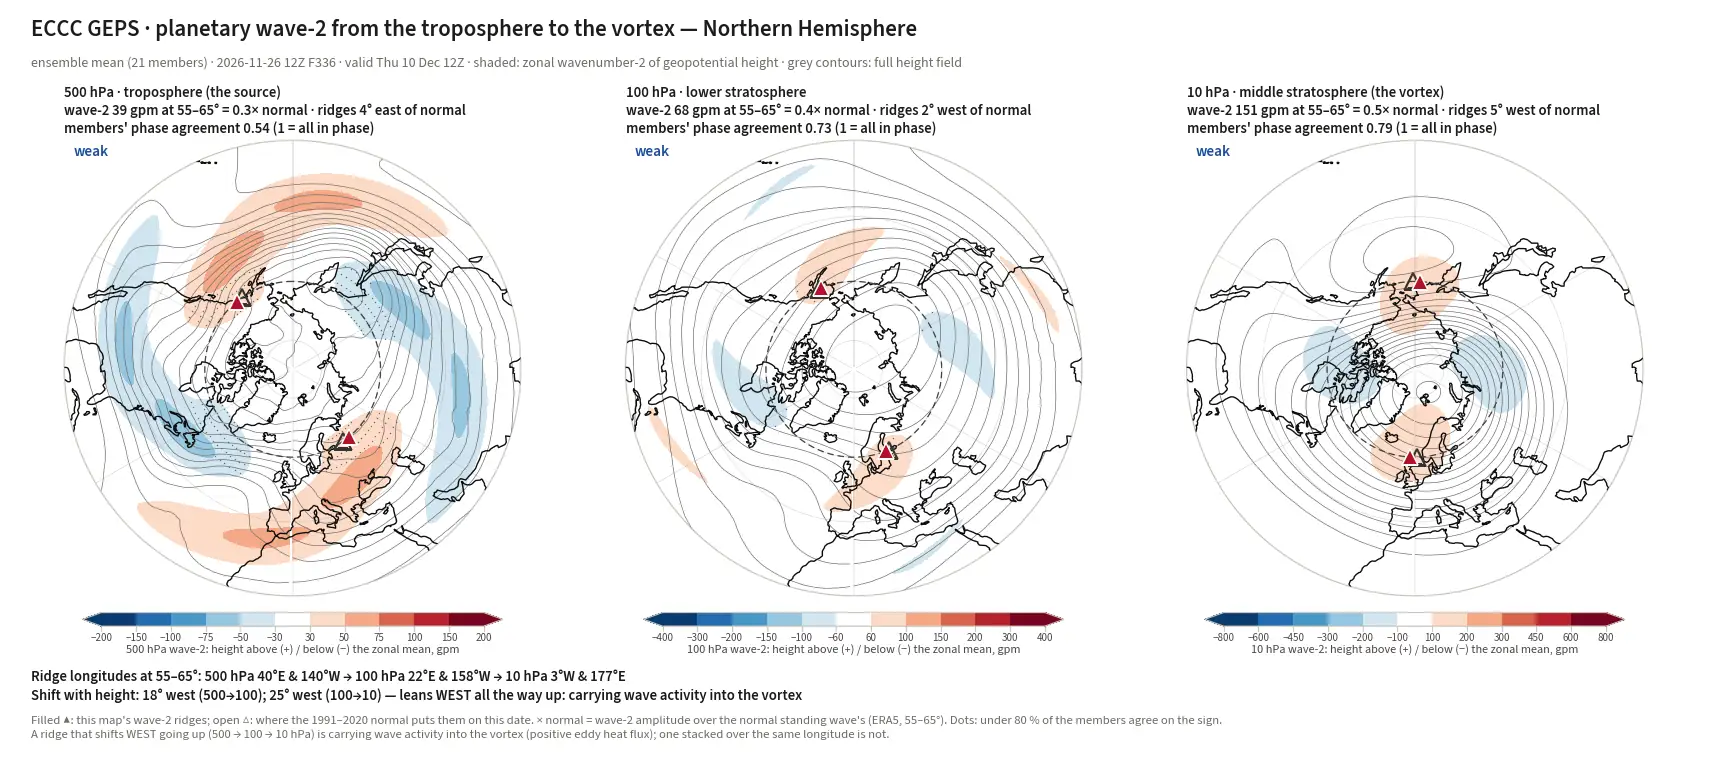 ECCC GEPS · planetary wave-2 from the troposphere to the vortex — Northern Hemisphere
ensemble mean (21 members) · 2026-11-26 12Z F336 · valid Thu 10 Dec 12Z · shaded: zonal wavenumber-2 of geopotential height · grey contours: full height field
500 hPa · troposphere (the source)
wave-2 39 gpm at 55–65° = 0.3× normal · ridges 4° east of normal
members' phase agreement 0.54 (1 = all in phase)
weak
100 hPa · lower stratosphere
wave-2 68 gpm at 55–65° = 0.4× normal · ridges 2° west of normal
members' phase agreement 0.73 (1 = all in phase)
weak
10 hPa · middle stratosphere (the vortex)
wave-2 151 gpm at 55–65° = 0.5× normal · ridges 5° west of normal
members' phase agreement 0.79 (1 = all in phase)
weak
−200 −150 −100 −75 −50 −30 30 50 75 100 150 200
500 hPa wave-2: height above (+) / below (−) the zonal mean, gpm
−400 −300 −200 −150 −100 −60 60 100 150 200 300 400
100 hPa wave-2: height above (+) / below (−) the zonal mean, gpm
−800 −600 −450 −300 −200 −100 100 200 300 450 600 800
10 hPa wave-2: height above (+) / below (−) the zonal mean, gpm
Ridge longitudes at 55–65°: 500 hPa 40°E & 140°W → 100 hPa 22°E & 158°W → 10 hPa 3°W & 177°E
Shift with height: 18° west (500→100); 25° west (100→10) — leans WEST all the way up: carrying wave activity into the vortex
Filled ▲: this map's wave-2 ridges; open △: where the 1991–2020 normal puts them on this date. × normal = wave-2 amplitude over the normal standing wave's (ERA5, 55–65°). Dots: under 80 % of the members agree on the sign.
A ridge that shifts WEST going up (500 → 100 → 10 hPa) is carrying wave activity into the vortex (positive eddy heat flux); one stacked over the same longitude is not.